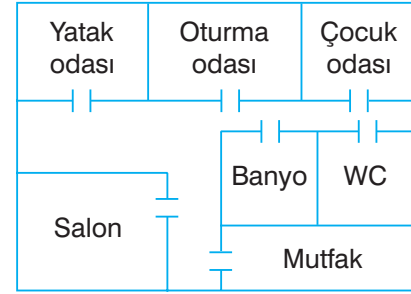 Yatak
odası
Oturma
odası
Çocuk
odası
Banyo
WC
Salon
Mutfak